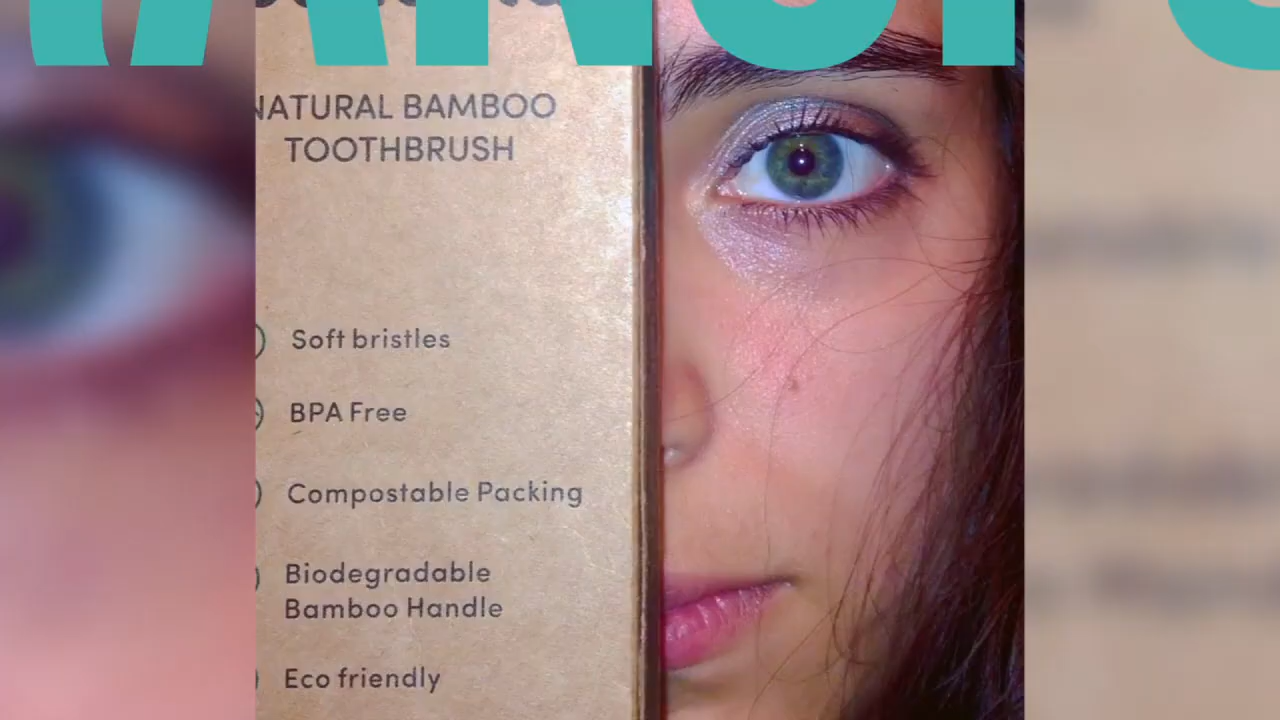 NATURAL BAMBOO
TOOTHBRUSH
Soft bristles
BPA Free
Compostable Packing
Biodegradable
Bamboo Handle
Eco friendly